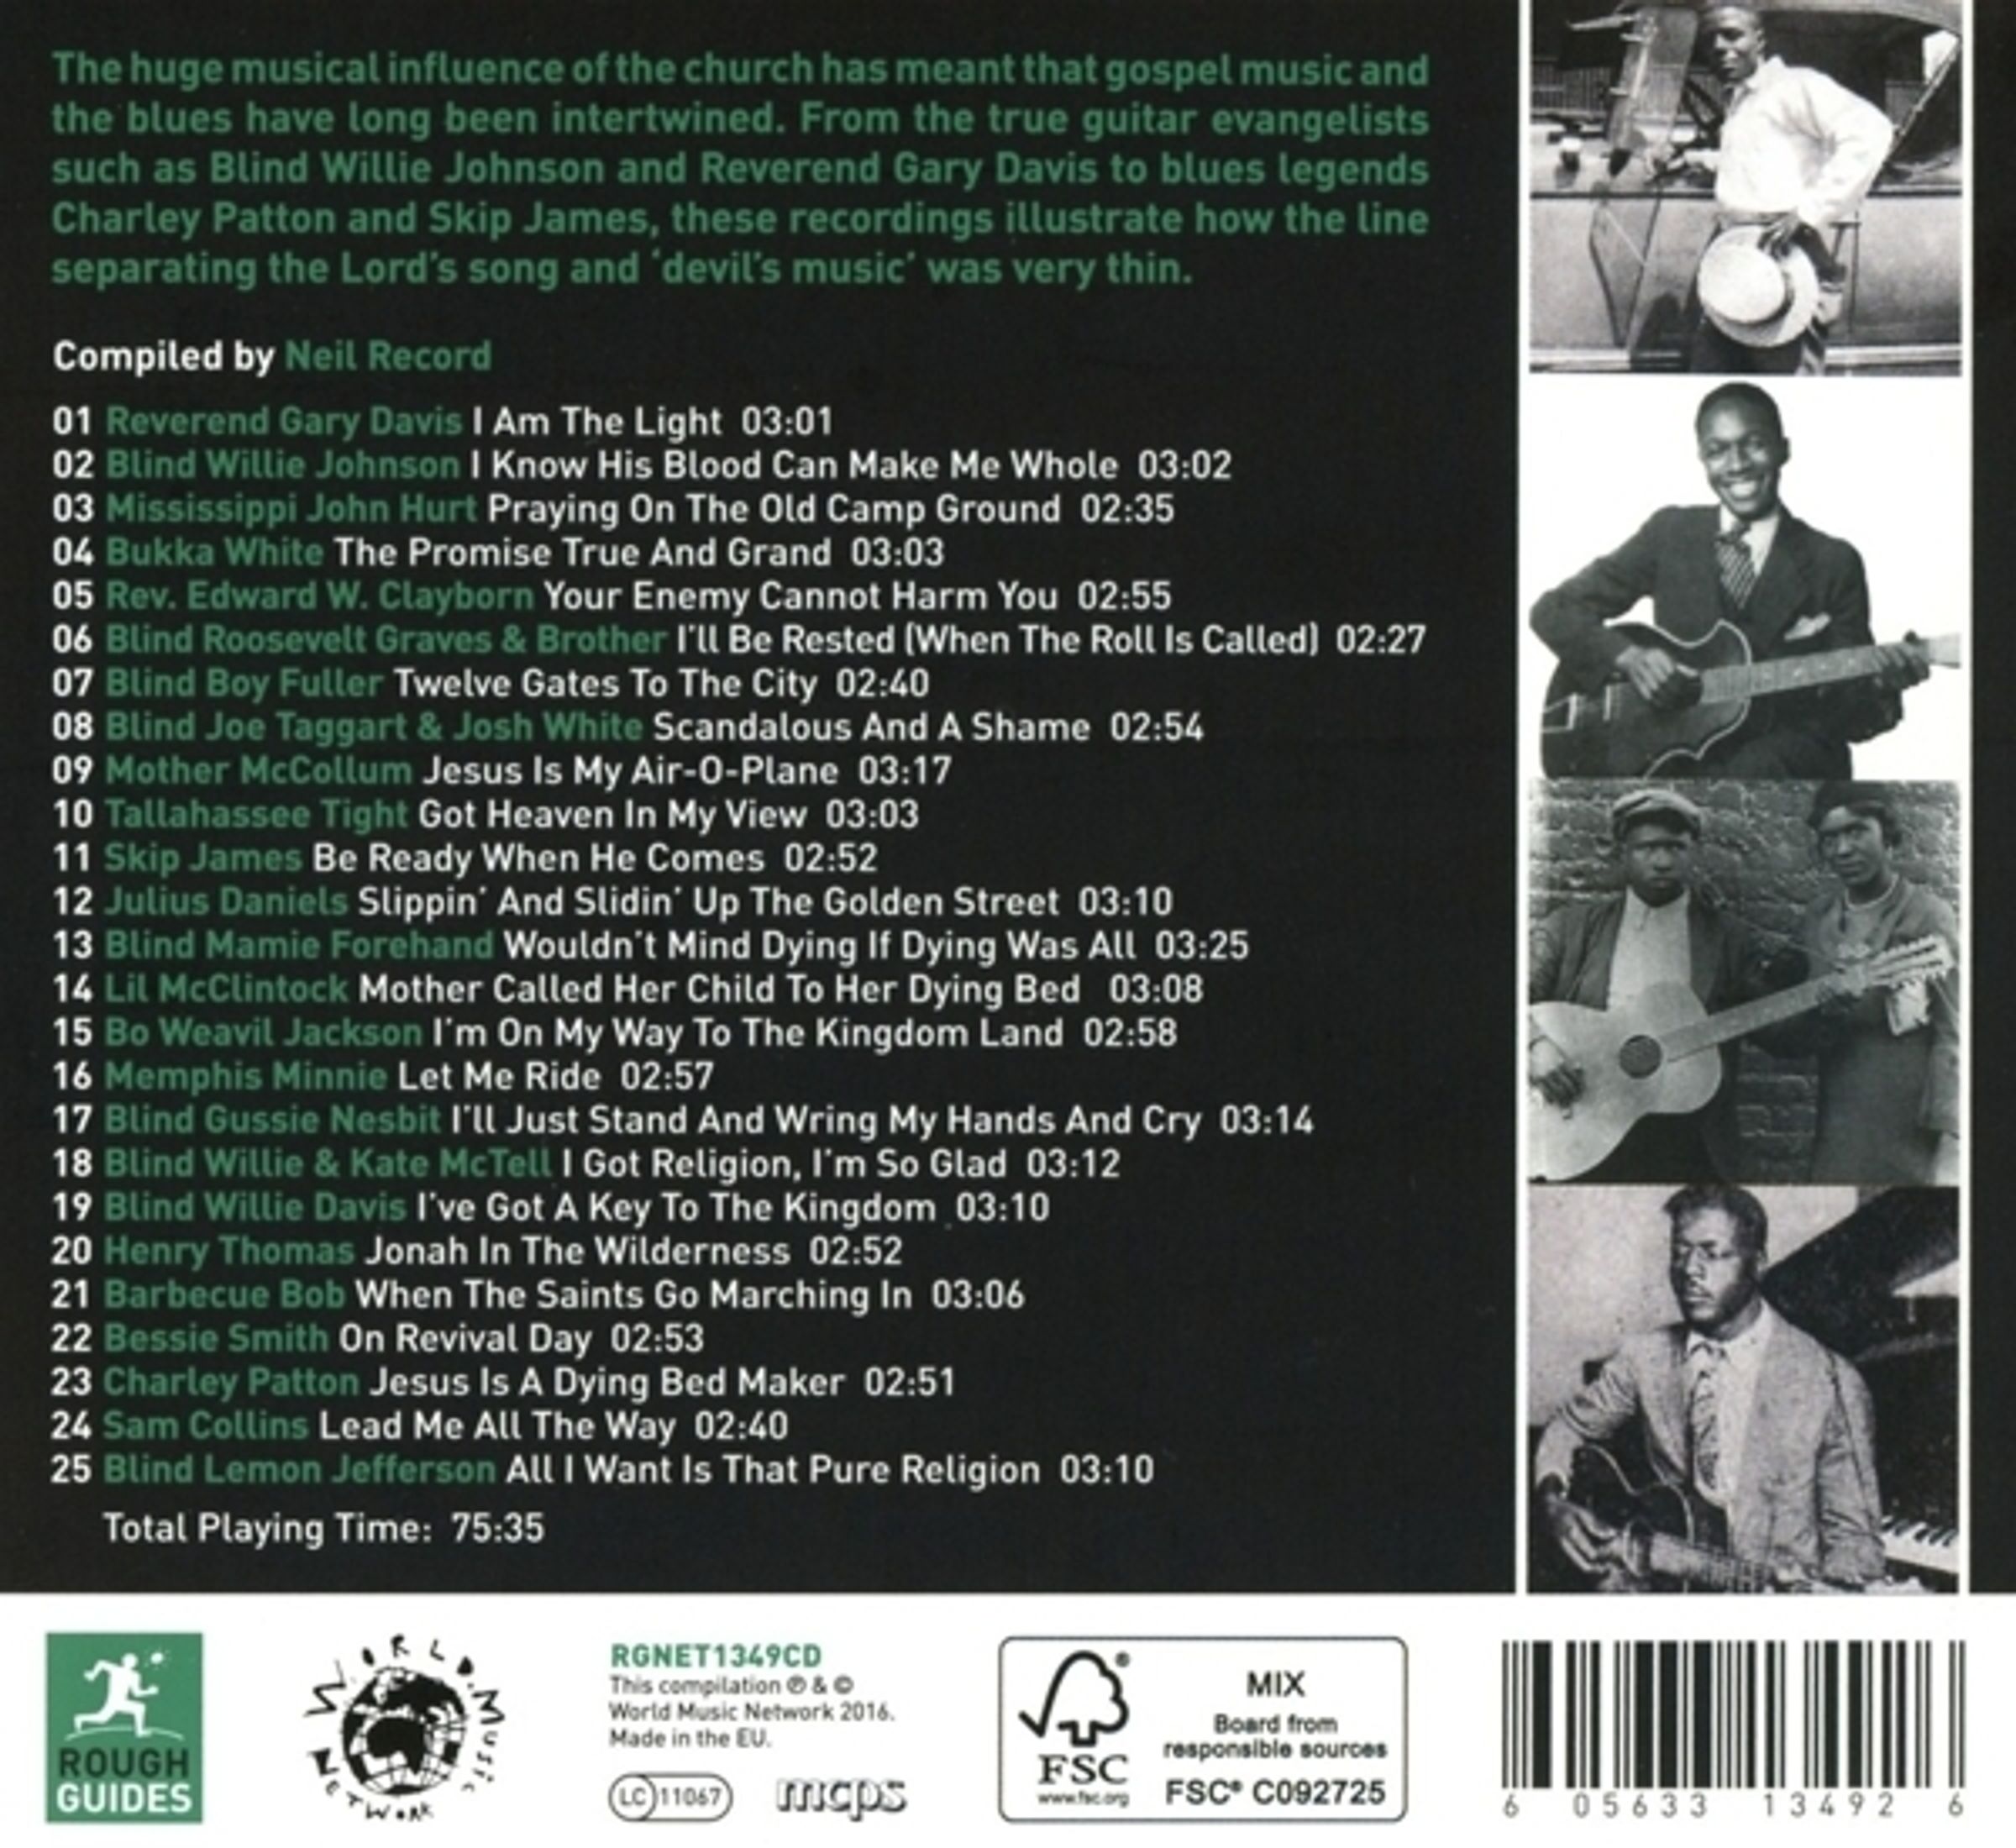 The huge musical influence of the church has meant that gospel music and
the blues have long been intertwined. From the true guitar evangelists
such as Blind Willie Johnson and Reverend Gary Davis to blues legends
Charley Patton and Skip James, these recordings illustrate how the line
separating the Lord's song and 'devil's music' was very thin.
Compiled by Neil Record
01 Reverend Gary Davis I Am The Light 03:01
02 Blind Willie Johnson I Know His Blood Can Make Me Whole 03:02
03 Mississippi John Hurt Praying On The Old Camp Ground 02:35
04 Bukka White The Promise True And Grand 03:03
05 Rev. Edward W. Clayborn Your Enemy Cannot Harm You 02:55
06 Blind Roosevelt Graves & Brother I'll Be Rested (When The Roll Is Called) 02:27
07 Blind Boy Fuller Twelve Gates To The City 02:40
08 Blind Joe Taggart & Josh White Scandalous And A Shame 02:54
09 Mother McCollum Jesus Is My Air-O-Plane 03:17
10 Tallahassee Tight Got Heaven In My View 03:03
11 Skip James Be Ready When He Comes 02:52
12 Julius Daniels Slippin' And Slidin' Up The Golden Street 03:10
13 Blind Mamie Forehand Wouldn't Mind Dying If Dying Was All 03:25
14 Lil McClintock Mother Called Her Child To Her Dying Bed 03:08
15 Bo Weavil Jackson I'm On My Way To The Kingdom Land 02:58
16 Memphis Minnie Let Me Ride 02:57
17 Blind Gussie Nesbit I'll Just Stand And Wring My Hands And Cry 03:14
18 Blind Willie & Kate McTell I Got Religion, I'm So Glad 03:12
19 Blind Willie Davis I've Got A Key To The Kingdom 03:10
20 Henry Thomas Jonah In The Wilderness 02:52
21 Barbecue Bob When The Saints Go Marching In 03:06
22 Bessie Smith On Revival Day 02:53
23 Charley Patton Jesus Is A Dying Bed Maker 02:51
24 Sam Collins Lead Me All The Way 02:40
25 Blind Lemon Jefferson All I Want Is That Pure Religion 03:10
Total Playing Time: 75:35
ROUGH
GUIDES
WORLD MUSIC
NETWORK
RGNET1349CD
This compilation ℗ & ©
World Music Network 2016.
Made in the EU.
LC 11067
mcps
®
FSC
www.fsc.org
MIX
Board from
responsible sources
FSC® C092725
6 05633 13492 6